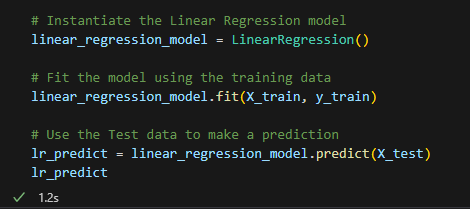 # Instantiate the Linear Regression model
linear_regression_model = LinearRegression()
# Fit the model using the training data
linear_regression_model.fit(X_train, y_train)
# Use the Test data to make a prediction
lr_predict = linear_regression_model.predict(X_test)
lr_predict
✓ 1.2s